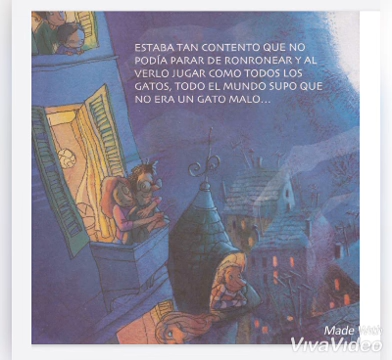 ESTABA TAN CONTENTO QUE NO
PODÍA PARAR DE RONRONEAR Y AL
VERLO JUGAR COMO TODOS LOS
GATOS, TODO EL MUNDO SUPO QUE
NO ERA UN GATO MALO...
Made With
VivaVideo